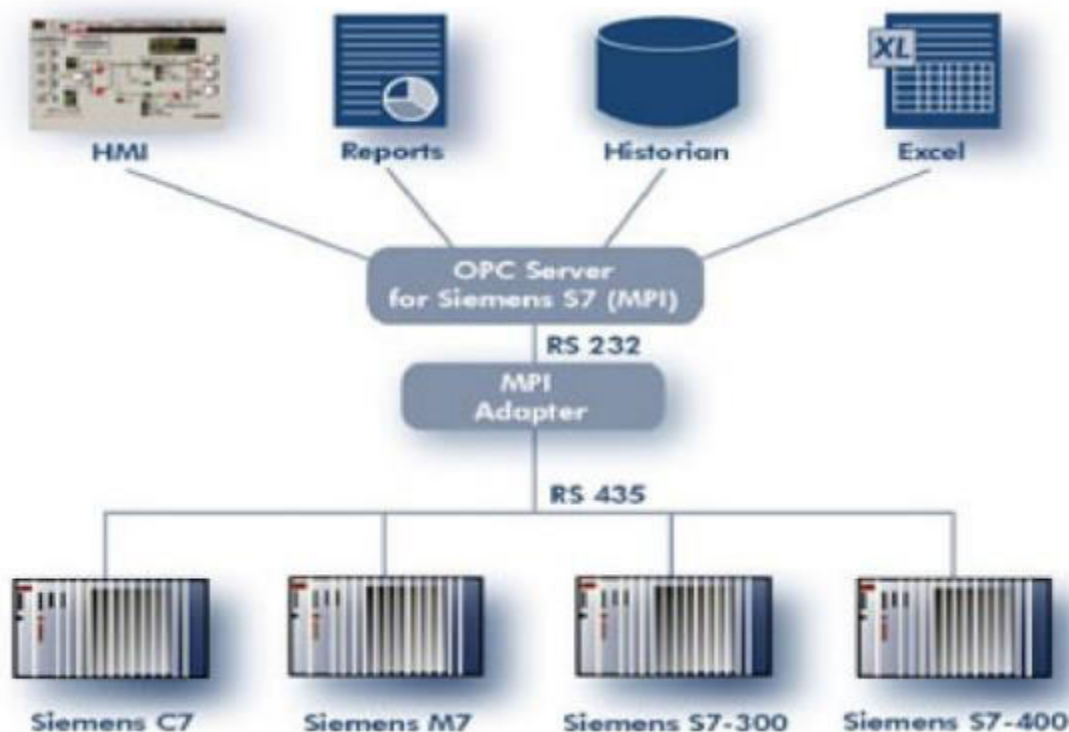 HMI
Reports
Historian
XL
Excel
OPC Server
for Siemens S7 (MPI)
RS 232
MPI
Adapter
RS 435
Siemens C7
Siemens M7
Siemens S7-300
Siemens S7-400